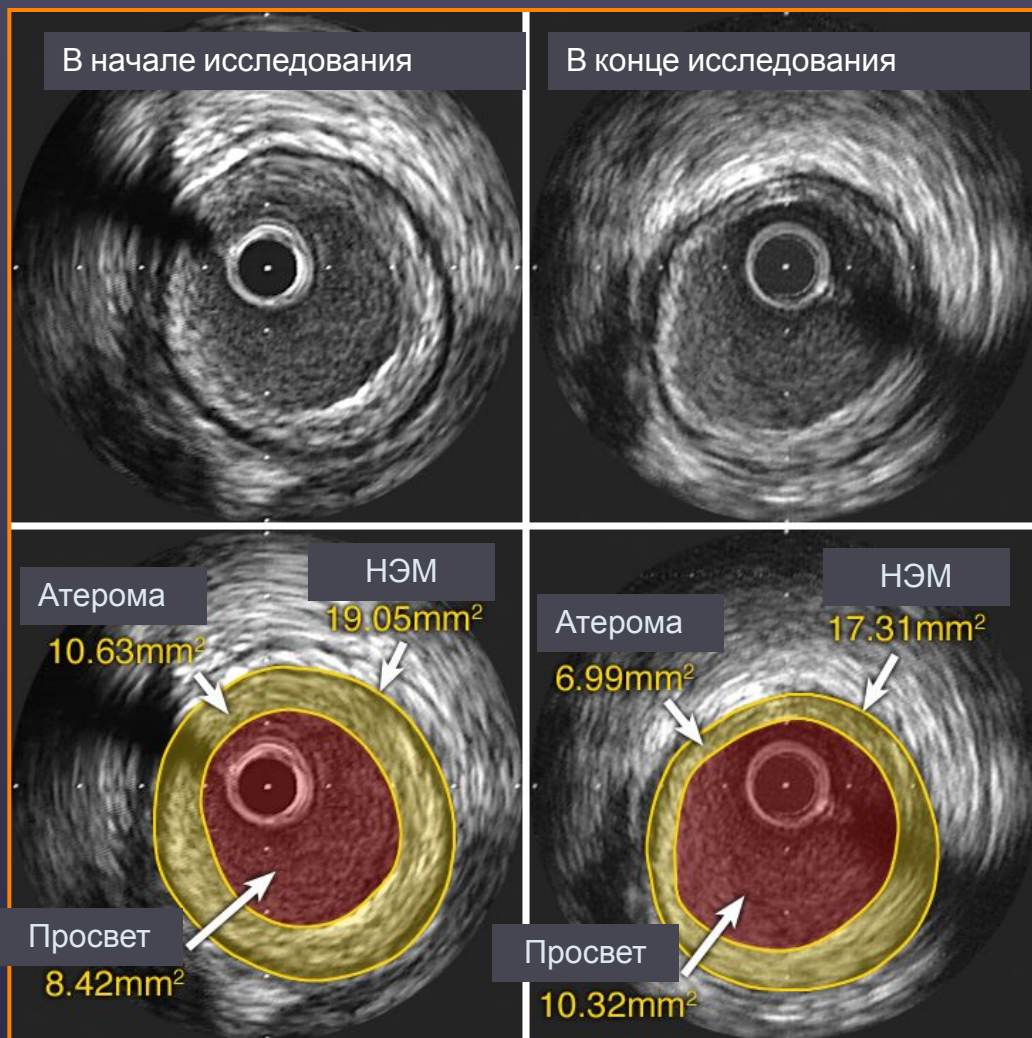 В начале исследования
В конце исследования
Атерома
10.63mm²
НЭМ
19.05mm²
Просвет
8.42mm²
Атерома
6.99mm²
НЭМ
17.31mm²
Просвет
10.32mm²